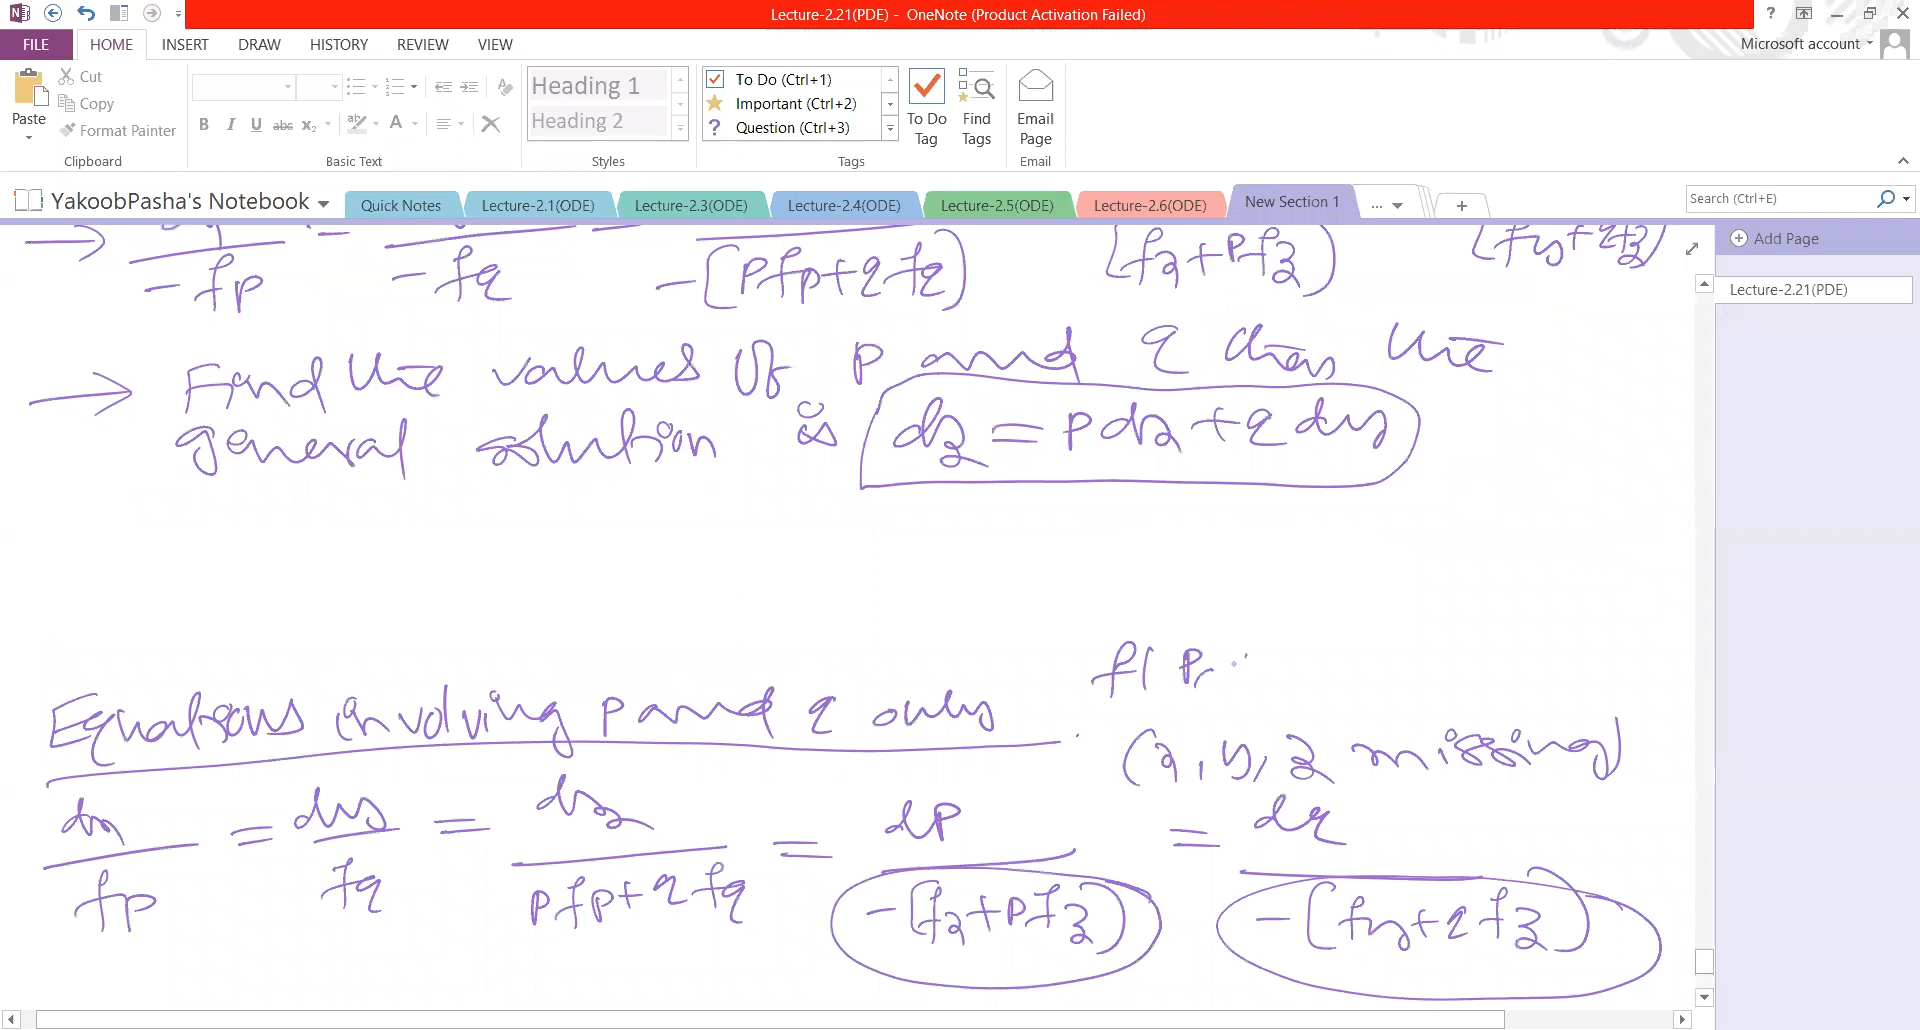 Lecture-2.21(PDE) - OneNote (Product Activation Failed)
?
FILE HOME INSERT DRAW HISTORY REVIEW VIEW
Microsoft account
Paste
Cut
Copy
Format Painter
Clipboard
B I U abc x₂ ab A
Basic Text
Heading 1
Heading 2
Styles
To Do (Ctrl+1)
Important (Ctrl+2)
? Question (Ctrl+3)
To Do Tag
Find Tags
Tags
Email Page
Email
YakoobPasha's Notebook
Quick Notes
Lecture-2.1(ODE)
Lecture-2.3(ODE)
Lecture-2.4(ODE)
Lecture-2.5(ODE)
Lecture-2.6(ODE)
New Section 1
...
+
Search (Ctrl+E)
Add Page
Lecture-2.21(PDE)
→ -fp = -fq = -[pfp+qfq] [fx+pfz) [fy+qfz)
→ Find the values of p and q then the
general solution is dz = pdx+qdy
f( p,
Equations involving p and q only
(x, y, z missing)
dx/fp = dy/fq = dz/pfp+qfq = dp/-[fx+pfz) = dq/-[fy+qfz)